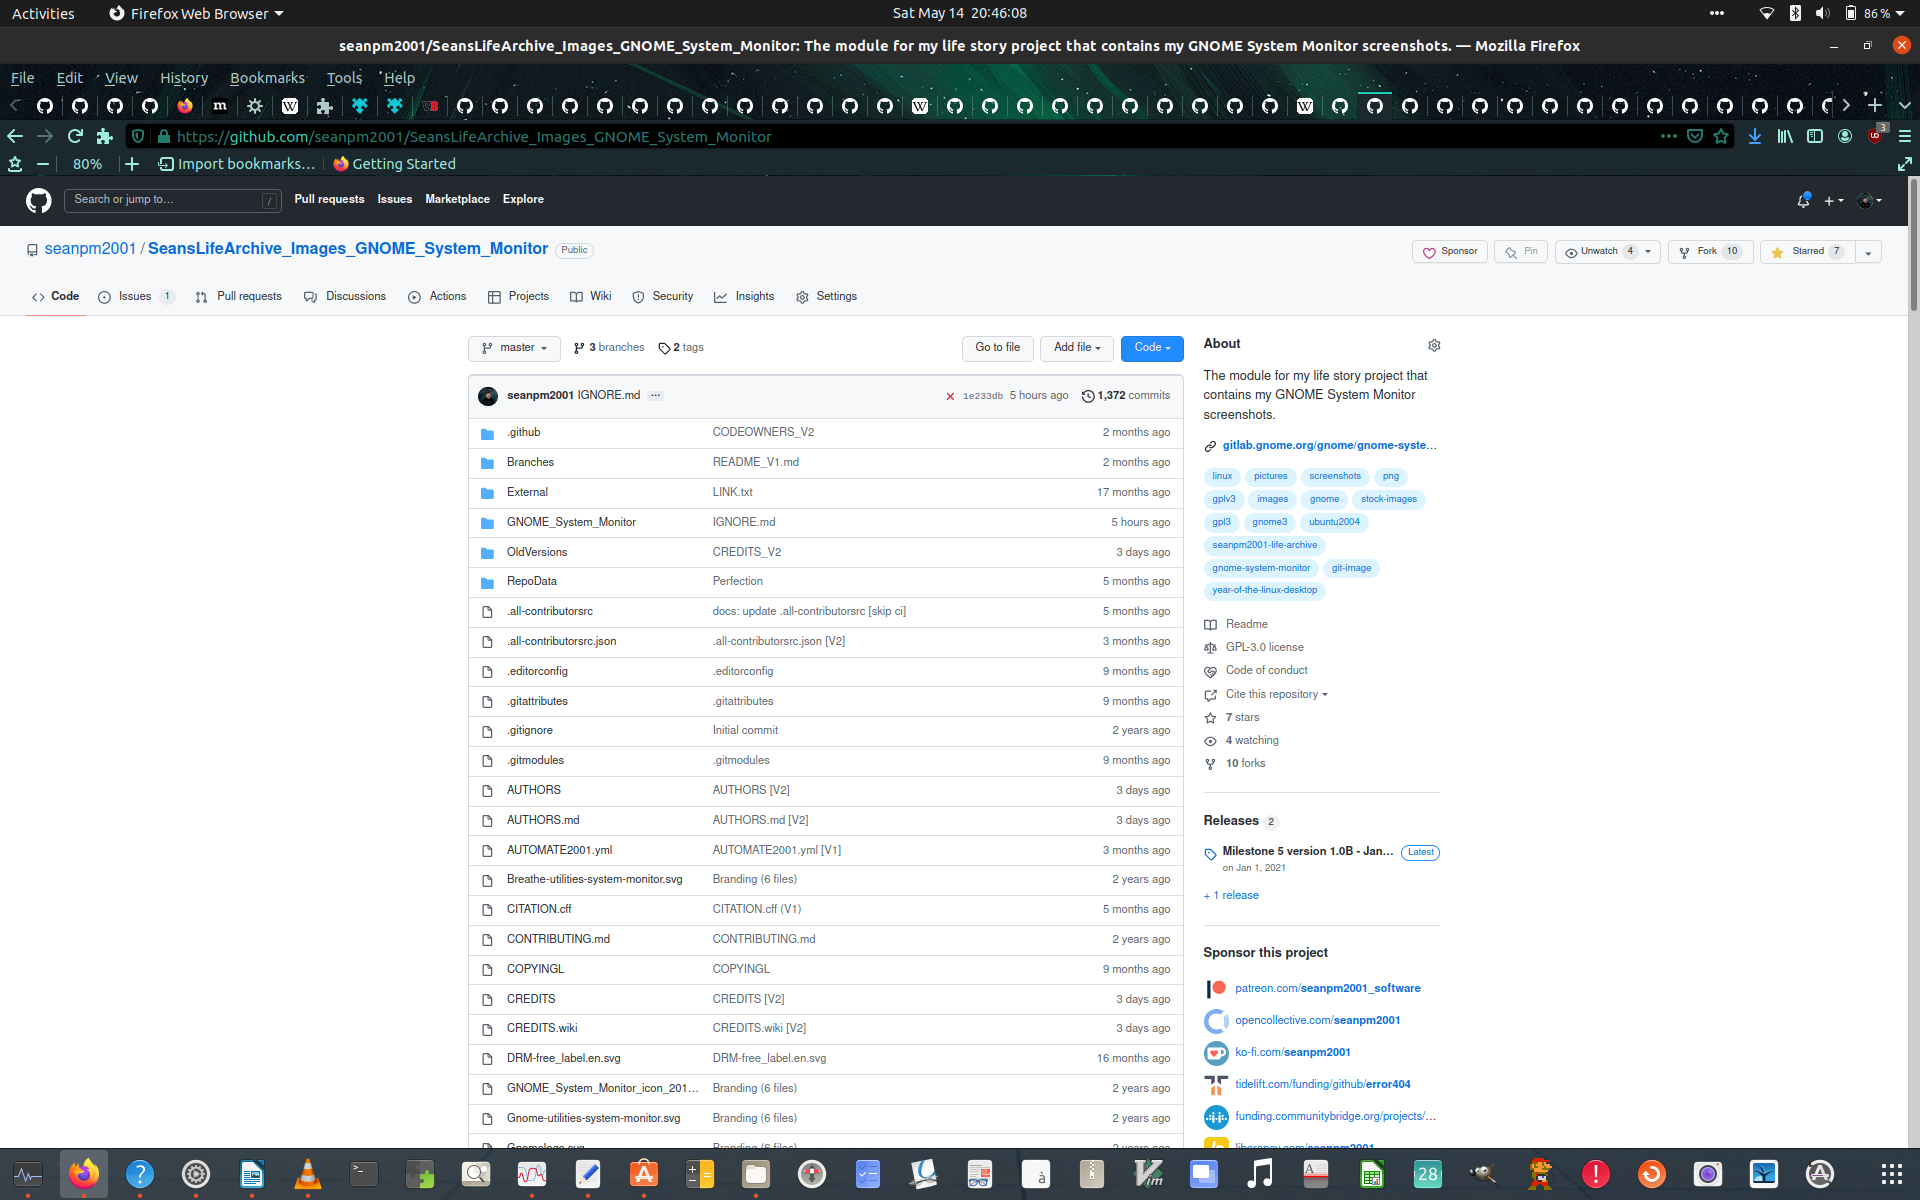 Activities
Firefox Web Browser
Sat May 14 20:46:08
86 %
seanpm2001/SeansLifeArchive_Images_GNOME_System_Monitor: The module for my life story project that contains my GNOME System Monitor screenshots. — Mozilla Firefox
File Edit View History Bookmarks Tools Help
https://github.com/seanpm2001/SeansLifeArchive_Images_GNOME_System_Monitor
3
80% Import bookmarks... Getting Started
Search or jump to... /
Pull requests Issues Marketplace Explore
seanpm2001 / SeansLifeArchive_Images_GNOME_System_Monitor Public
Sponsor Pin Unwatch 4 Fork 10 Starred 7
Code Issues 1 Pull requests Discussions Actions Projects Wiki Security Insights Settings
master 3 branches 2 tags Go to file Add file Code
seanpm2001 IGNORE.md ... 1e233db 5 hours ago 1,372 commits
.github CODEOWNERS_V2 2 months ago
Branches README_V1.md 2 months ago
External LINK.txt 17 months ago
GNOME_System_Monitor IGNORE.md 5 hours ago
OldVersions CREDITS_V2 3 days ago
RepoData Perfection 5 months ago
.all-contributorsrc docs: update .all-contributorsrc [skip ci] 5 months ago
.all-contributorsrc.json .all-contributorsrc.json [V2] 3 months ago
.editorconfig .editorconfig 9 months ago
.gitattributes .gitattributes 9 months ago
.gitignore Initial commit 2 years ago
.gitmodules .gitmodules 9 months ago
AUTHORS AUTHORS [V2] 3 days ago
AUTHORS.md AUTHORS.md [V2] 3 days ago
AUTOMATE2001.yml AUTOMATE2001.yml [V1] 3 months ago
Breathe-utilities-system-monitor.svg Branding (6 files) 2 years ago
CITATION.cff CITATION.cff (V1) 5 months ago
CONTRIBUTING.md CONTRIBUTING.md 2 years ago
COPYINGL COPYINGL 9 months ago
CREDITS CREDITS [V2] 3 days ago
CREDITS.wiki CREDITS.wiki [V2] 3 days ago
DRM-free_label.en.svg DRM-free_label.en.svg 16 months ago
GNOME_System_Monitor_icon_201... Branding (6 files) 2 years ago
Gnome-utilities-system-monitor.svg Branding (6 files) 2 years ago
About
The module for my life story project that
contains my GNOME System Monitor
screenshots.
gitlab.gnome.org/gnome/gnome-syste...
linux pictures screenshots png
gplv3 images gnome stock-images
gpl3 gnome3 ubuntu2004
seanpm2001-life-archive
gnome-system-monitor git-image
year-of-the-linux-desktop
Readme
GPL-3.0 license
Code of conduct
Cite this repository
7 stars
4 watching
10 forks
Releases 2
Milestone 5 version 1.0B - Jan... Latest
on Jan 1, 2021
+ 1 release
Sponsor this project
patreon.com/seanpm2001_software
opencollective.com/seanpm2001
ko-fi.com/seanpm2001
tidelift.com/funding/github/error404
funding.communitybridge.org/projects/...
28